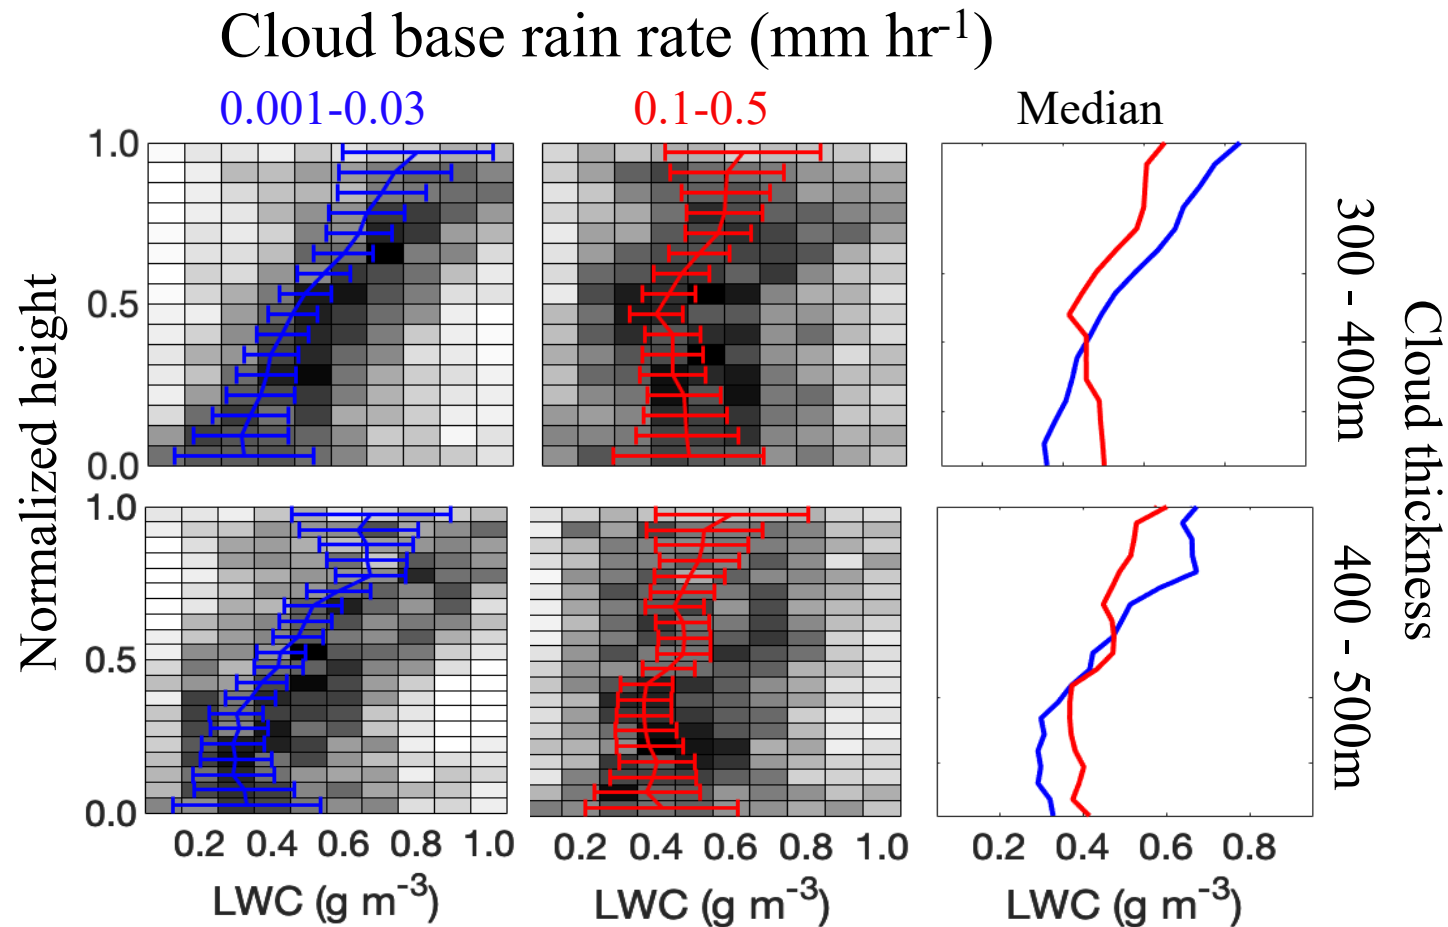 Cloud base rain rate (mm hr-1)
0.001-0.03
0.1-0.5
Median
1.0
0.5
0.0
1.0
0.5
0.0
Normalized height
300 - 400m
400 - 500m
Cloud thickness
0.2 0.4 0.6 0.8 1.0
0.2 0.4 0.6 0.8 1.0
0.2 0.4 0.6 0.8
LWC (g m-3)
LWC (g m-3)
LWC (g m-3)